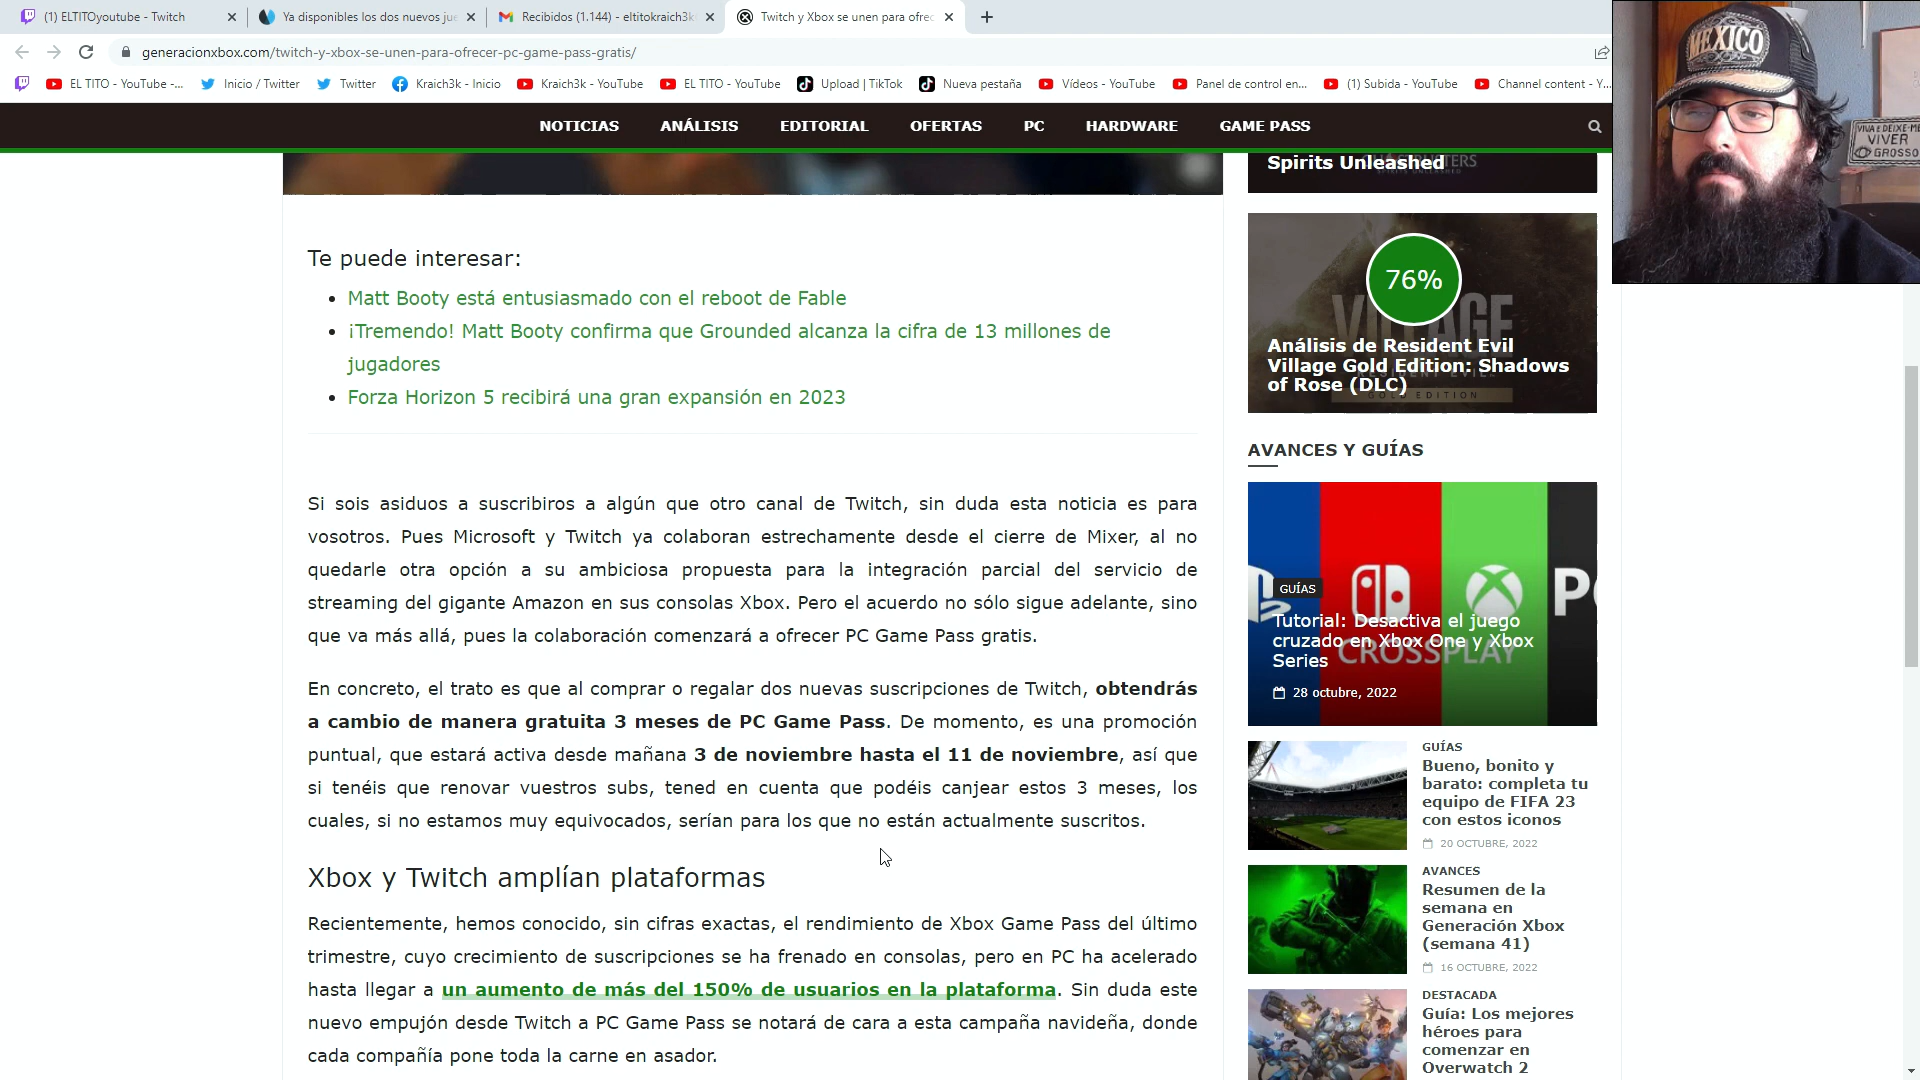 (1) ELTITOyoutube - Twitch
Ya disponibles los dos nuevos jue
Recibidos (1.144) - eltitokraich3k
Twitch y Xbox se unen para ofrec
generacionxbox.com/twitch-y-xbox-se-unen-para-ofrecer-pc-game-pass-gratis/
EL TITO - YouTube -...
Inicio / Twitter
Twitter
Kraich3k - Inicio
Kraich3k - YouTube
EL TITO - YouTube
Upload | TikTok
Nueva pestaña
Vídeos - YouTube
Panel de control en...
(1) Subida - YouTube
Channel content - Y...
NOTICIAS
ANÁLISIS
EDITORIAL
OFERTAS
PC
HARDWARE
GAME PASS
MEXICO
VIVA E DEIXE-ME
VIVER
GROSSO
Te puede interesar:
Matt Booty está entusiasmado con el reboot de Fable
¡Tremendo! Matt Booty confirma que Grounded alcanza la cifra de 13 millones de
jugadores
Forza Horizon 5 recibirá una gran expansión en 2023
Si sois asiduos a suscribiros a algún que otro canal de Twitch, sin duda esta noticia es para
vosotros. Pues Microsoft y Twitch ya colaboran estrechamente desde el cierre de Mixer, al no
quedarle otra opción a su ambiciosa propuesta para la integración parcial del servicio de
streaming del gigante Amazon en sus consolas Xbox. Pero el acuerdo no sólo sigue adelante, sino
que va más allá, pues la colaboración comenzará a ofrecer PC Game Pass gratis.
En concreto, el trato es que al comprar o regalar dos nuevas suscripciones de Twitch, obtendrás
a cambio de manera gratuita 3 meses de PC Game Pass. De momento, es una promoción
puntual, que estará activa desde mañana 3 de noviembre hasta el 11 de noviembre, así que
si tenéis que renovar vuestros subs, tened en cuenta que podéis canjear estos 3 meses, los
cuales, si no estamos muy equivocados, serían para los que no están actualmente suscritos.
Xbox y Twitch amplían plataformas
Recientemente, hemos conocido, sin cifras exactas, el rendimiento de Xbox Game Pass del último
trimestre, cuyo crecimiento de suscripciones se ha frenado en consolas, pero en PC ha acelerado
hasta llegar a un aumento de más del 150% de usuarios en la plataforma. Sin duda este
nuevo empujón desde Twitch a PC Game Pass se notará de cara a esta campaña navideña, donde
cada compañía pone toda la carne en asador.
Spirits Unleashed
SPIRITS UNLEASHED
76%
VILLAGE
Análisis de Resident Evil
Village Gold Edition: Shadows
of Rose (DLC)
GOLD EDITION
AVANCES Y GUÍAS
PC
GUÍAS
Tutorial: Desactiva el juego
cruzado en Xbox One y Xbox
Series
CROSSPLAY
28 octubre, 2022
GUÍAS
Bueno, bonito y
barato: completa tu
equipo de FIFA 23
con estos iconos
20 OCTUBRE, 2022
AVANCES
Resumen de la
semana en
Generación Xbox
(semana 41)
16 OCTUBRE, 2022
DESTACADA
Guía: Los mejores
héroes para
comenzar en
Overwatch 2